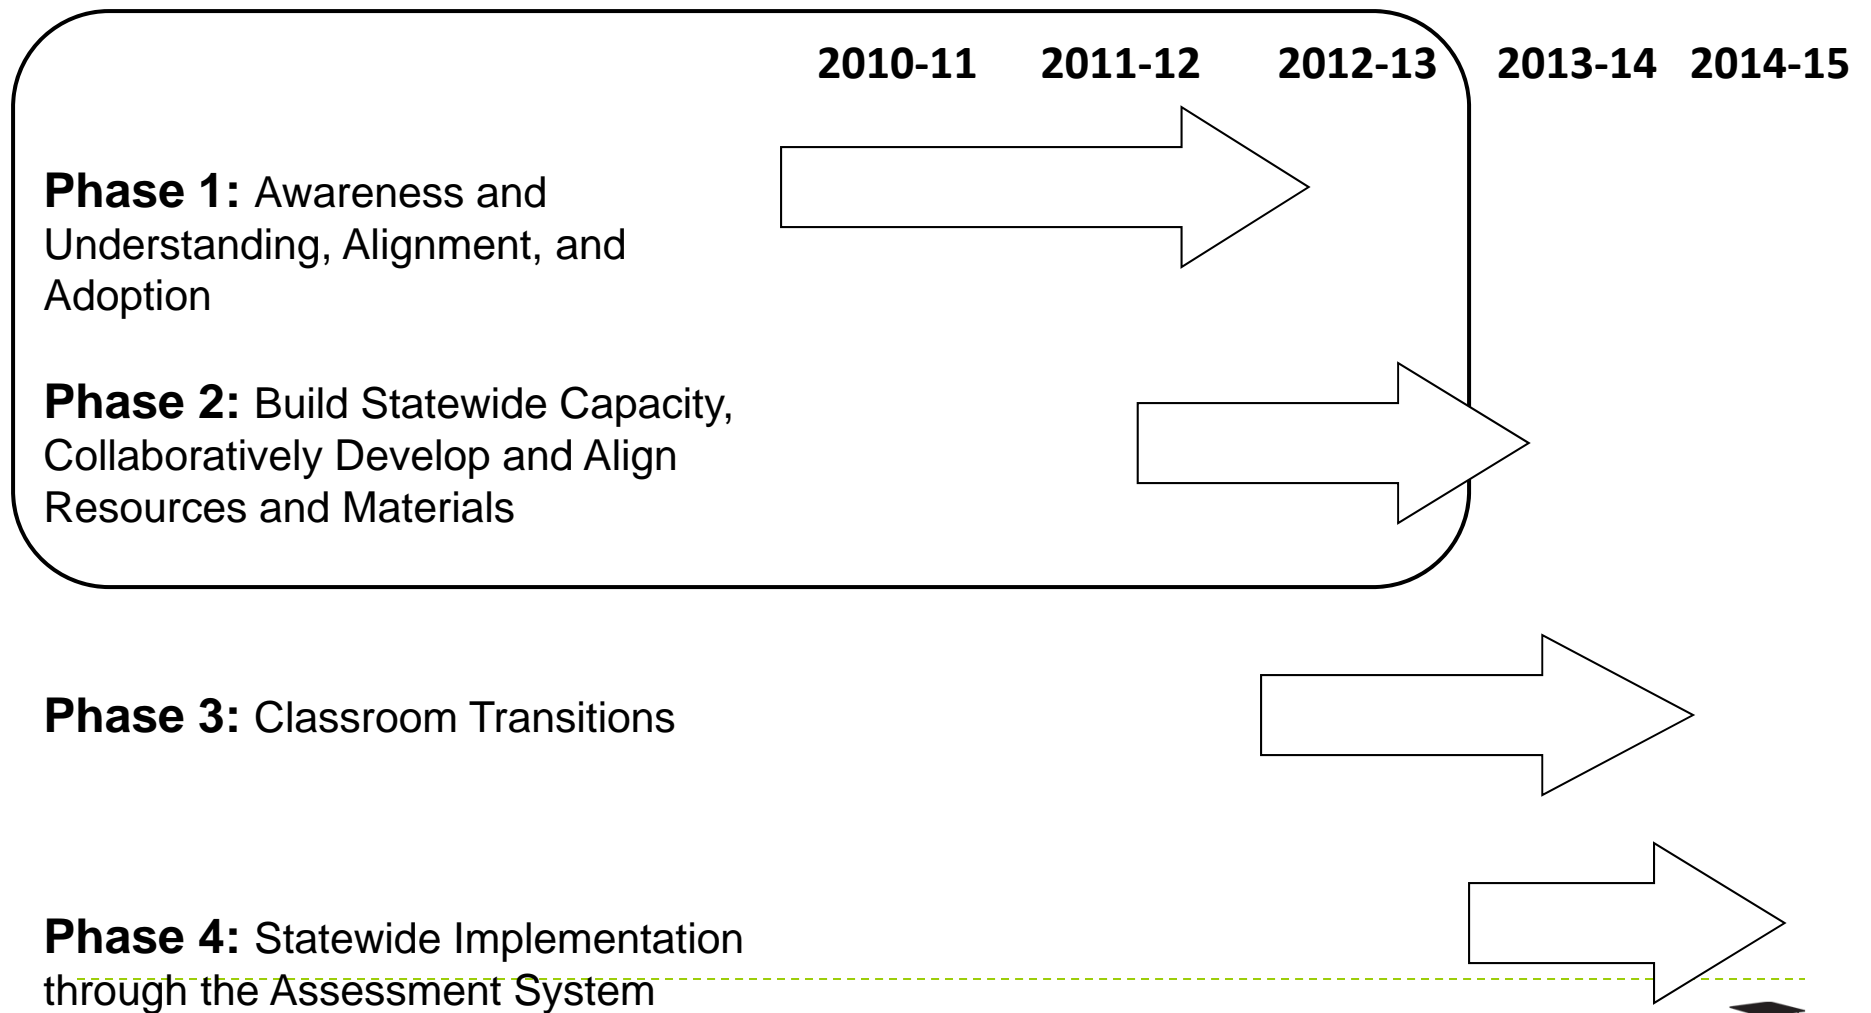 2010-11 2011-12 2012-13 2013-14 2014-15
Phase 1: Awareness and
Understanding, Alignment, and
Adoption
Phase 2: Build Statewide Capacity,
Collaboratively Develop and Align
Resources and Materials
Phase 3: Classroom Transitions
Phase 4: Statewide Implementation
through the Assessment System